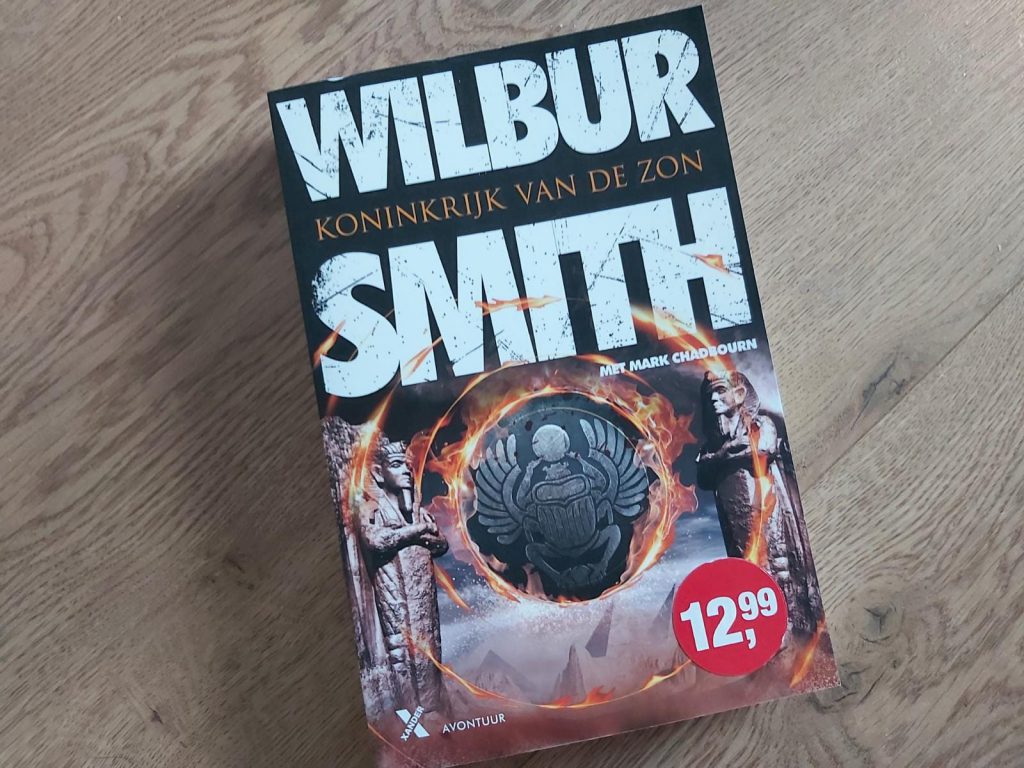 WILBUR
KONINKRIJK VAN DE ZON
SMITH
MET MARK CHADBOURN
12,99
XANDER
AVONTUUR